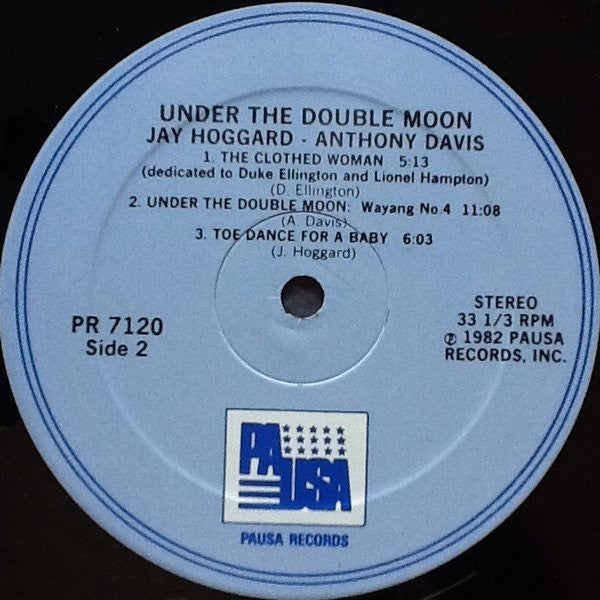 UNDER THE DOUBLE MOON
JAY HOGGARD - ANTHONY DAVIS
1. THE CLOTHED WOMAN 5:13
(dedicated to Duke Ellington and Lionel Hampton)
(D. Ellington)
2. UNDER THE DOUBLE MOON: Wayang No. 4 11:08
(A. Davis)
3. TOE DANCE FOR A BABY 6:03
(J. Hoggard)
PR 7120
Side 2
STEREO
33 1/3 RPM
℗ 1982 PAUSA
RECORDS, INC.
PAUSA
PAUSA RECORDS